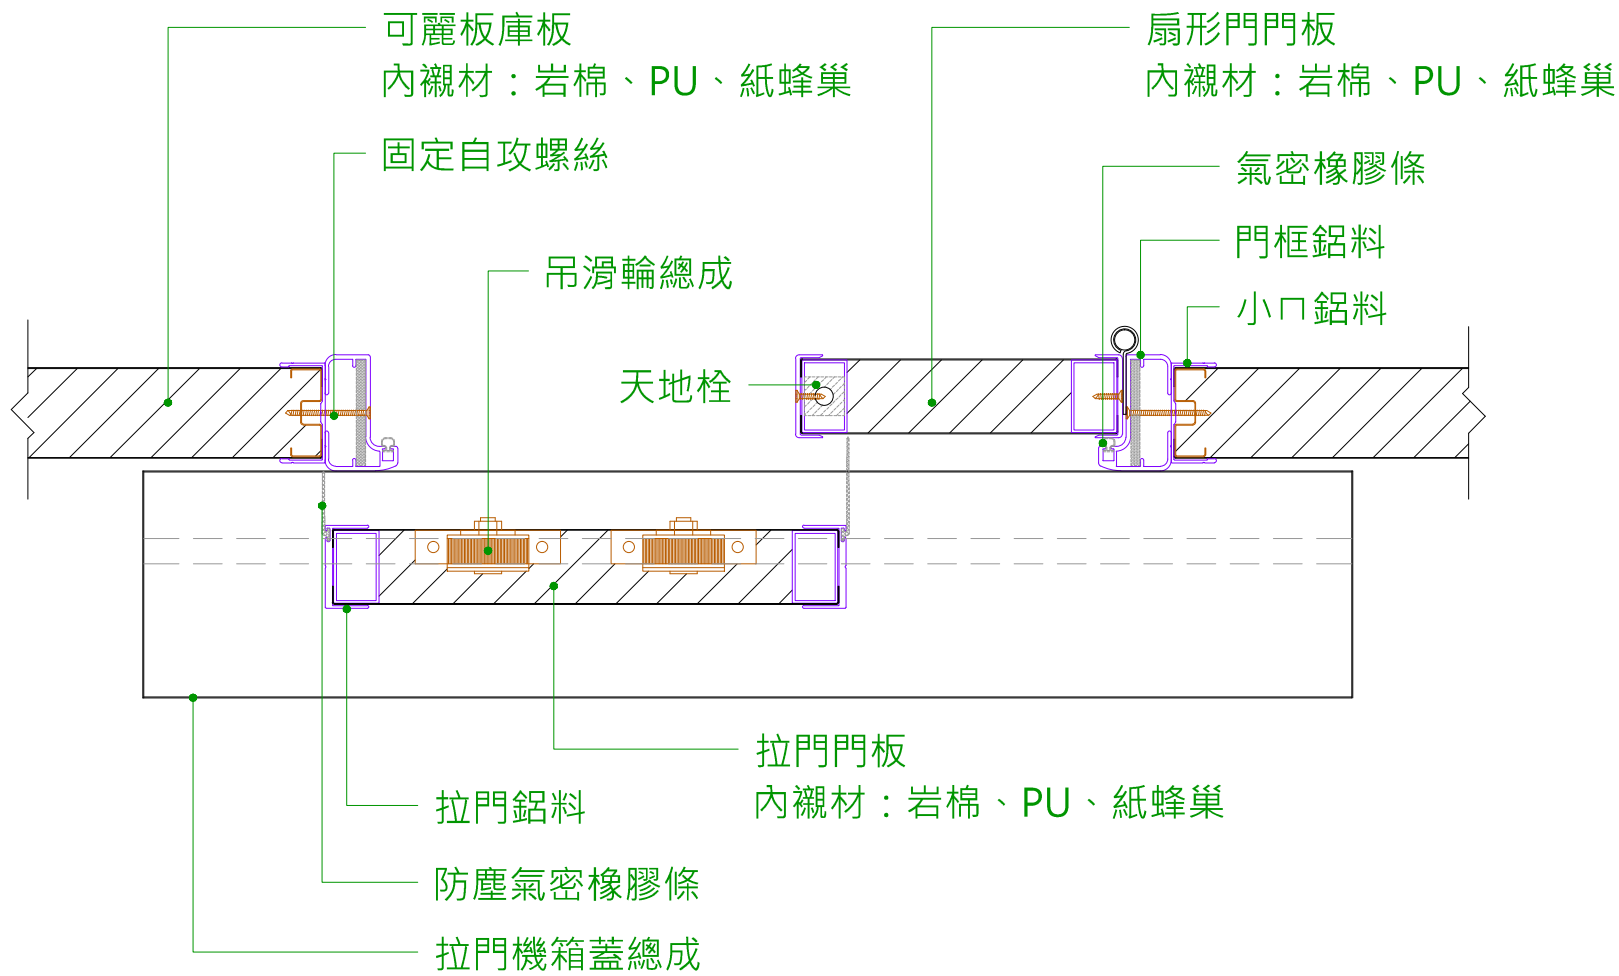 可麗板庫板
內襯材：岩棉、PU、紙蜂巢
扇形門門板
內襯材：岩棉、PU、紙蜂巢
固定自攻螺絲
氣密橡膠條
門框鋁料
吊滑輪總成
小ㄇ鋁料
天地栓
拉門門板
內襯材：岩棉、PU、紙蜂巢
拉門鋁料
防塵氣密橡膠條
拉門機箱蓋總成